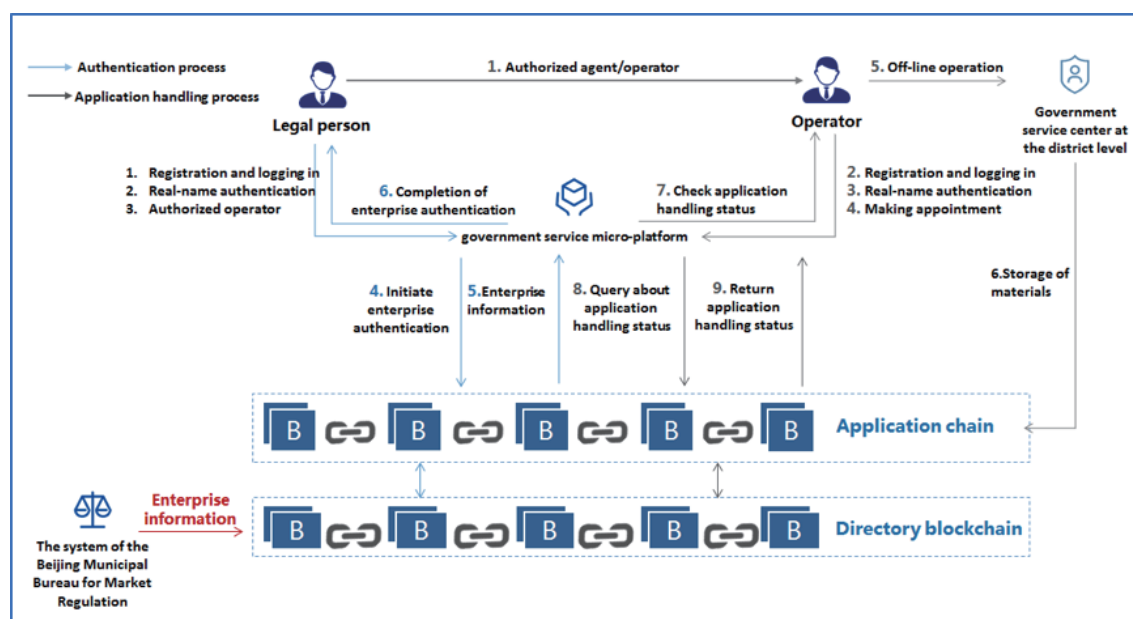 Authentication process
Application handling process
1. Authorized agent/operator
5. Off-line operation
Legal person
Operator
Government
service center at
the district level
1. Registration and logging in
2. Real-name authentication
3. Authorized operator
6. Completion of
enterprise authentication
7. Check application
handling status
2. Registration and logging in
3. Real-name authentication
4. Making appointment
government service micro-platform
4. Initiate
enterprise
authentication
5.Enterprise
information
8. Query about
application
handling status
9. Return
application
handling status
6.Storage of
materials
B
B
B
B
B
Application chain
Enterprise
information
B
B
B
B
B
Directory blockchain
The system of the
Beijing Municipal
Bureau for Market
Regulation